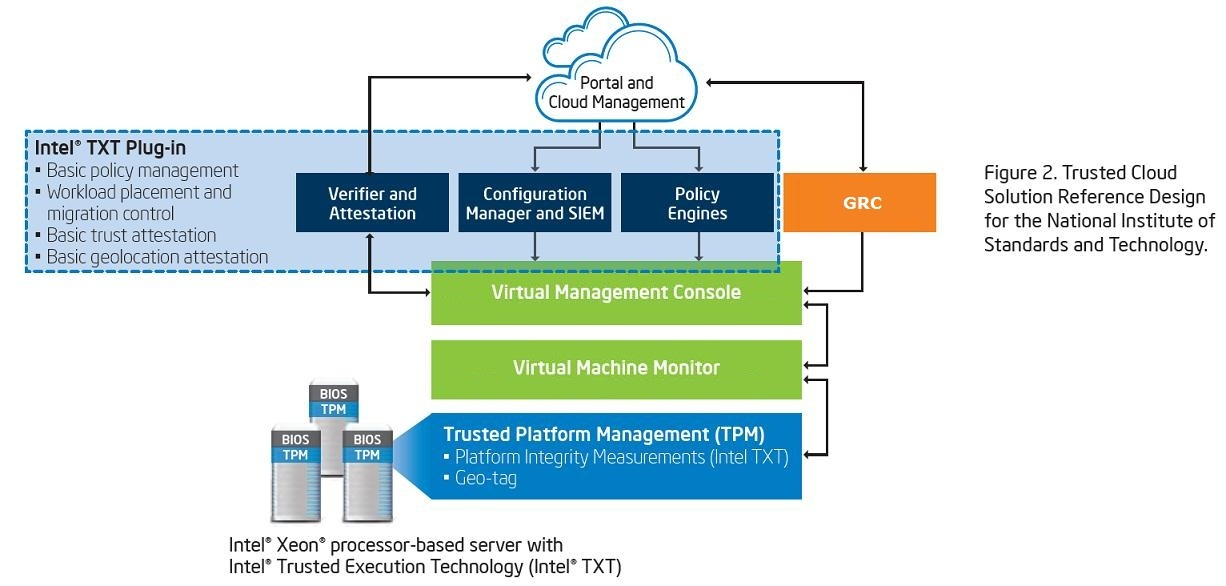 Portal and
Cloud Management
Intel® TXT Plug-in
▪ Basic policy management
▪ Workload placement and
migration control
▪ Basic trust attestation
▪ Basic geolocation attestation
Verifier and
Attestation
Configuration
Manager and SIEM
Policy
Engines
GRC
Figure 2. Trusted Cloud
Solution Reference Design
for the National Institute of
Standards and Technology.
Virtual Management Console
Virtual Machine Monitor
BIOS
TPM
BIOS
TPM
BIOS
TPM
Trusted Platform Management (TPM)
▪ Platform Integrity Measurements (Intel TXT)
▪ Geo-tag
Intel® Xeon® processor-based server with
Intel® Trusted Execution Technology (Intel® TXT)